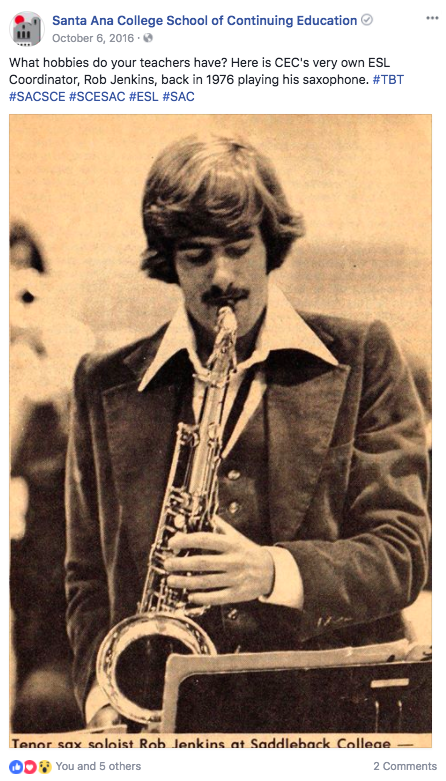 Santa Ana College School of Continuing Education
October 6, 2016 ·
What hobbies do your teachers have? Here is CEC's very own ESL
Coordinator, Rob Jenkins, back in 1976 playing his saxophone. #TBT
#SACSCE #SCESAC #ESL #SAC
Tenor sax soloist Rob Jenkins at Saddleback College —
You and 5 others
2 Comments